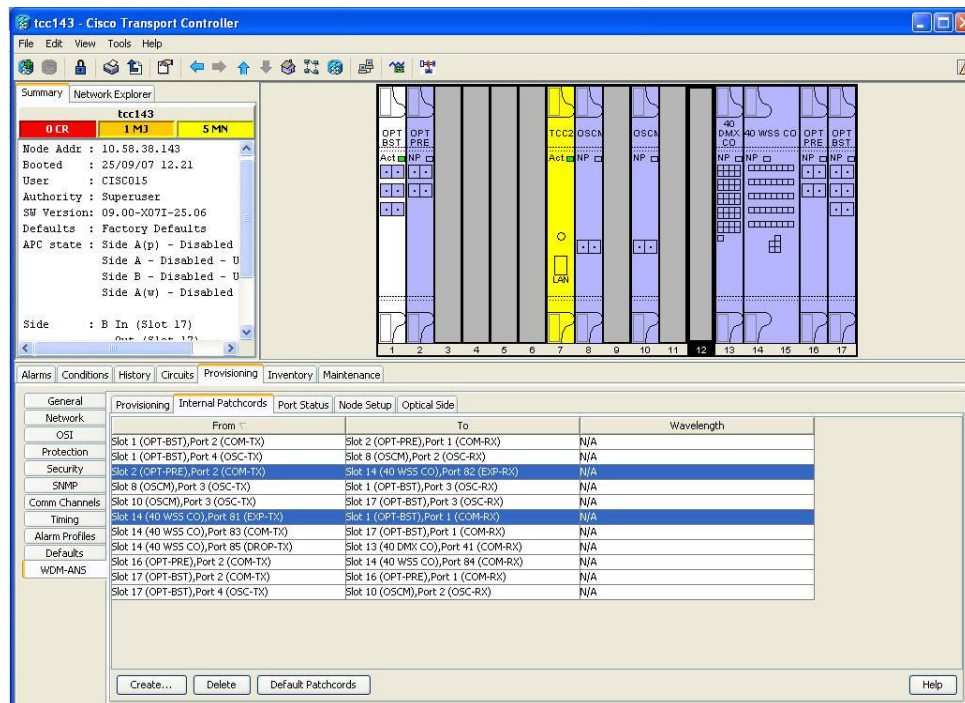 tcc143 - Cisco Transport Controller
File Edit View Tools Help
Summary Network Explorer
tcc143
0 CR 1 MJ 5 MN
Node Addr : 10.58.38.143
Booted : 25/09/07 12.21
User : CISCO15
Authority : Superuser
SW Version: 09.00-X07I-25.06
Defaults : Factory Defaults
APC state : Side A(p) - Disabled
Side A - Disabled - U
Side B - Disabled - U
Side A(w) - Disabled
Side : B In (Slot 17)
Out (Slot 17)
OPT BST
OPT PRE
TCC2
OSCM
OSCM
40 DMX CO
40 WSS CO
OPT PRE
OPT BST
Act NP Act NP NP NP NP NP NP
LAN
1 2 3 4 5 6 7 8 9 10 11 12 13 14 15 16 17
Alarms Conditions History Circuits Provisioning Inventory Maintenance
General
Network
OSI
Protection
Security
SNMP
Comm Channels
Timing
Alarm Profiles
Defaults
WDM-ANS
Provisioning Internal Patchcords Port Status Node Setup Optical Side
From To Wavelength
Slot 1 (OPT-BST),Port 2 (COM-TX) Slot 2 (OPT-PRE),Port 1 (COM-RX) N/A
Slot 1 (OPT-BST),Port 4 (OSC-TX) Slot 8 (OSCM),Port 2 (OSC-RX) N/A
Slot 2 (OPT-PRE),Port 2 (COM-TX) Slot 14 (40 WSS CO),Port 82 (EXP-RX) N/A
Slot 8 (OSCM),Port 3 (OSC-TX) Slot 1 (OPT-BST),Port 3 (OSC-RX) N/A
Slot 10 (OSCM),Port 3 (OSC-TX) Slot 17 (OPT-BST),Port 3 (OSC-RX) N/A
Slot 14 (40 WSS CO),Port 81 (EXP-TX) Slot 1 (OPT-BST),Port 1 (COM-RX) N/A
Slot 14 (40 WSS CO),Port 83 (COM-TX) Slot 17 (OPT-BST),Port 1 (COM-RX) N/A
Slot 14 (40 WSS CO),Port 85 (DROP-TX) Slot 13 (40 DMX CO),Port 41 (COM-RX) N/A
Slot 16 (OPT-PRE),Port 2 (COM-TX) Slot 14 (40 WSS CO),Port 84 (COM-RX) N/A
Slot 17 (OPT-BST),Port 2 (COM-TX) Slot 16 (OPT-PRE),Port 1 (COM-RX) N/A
Slot 17 (OPT-BST),Port 4 (OSC-TX) Slot 10 (OSCM),Port 2 (OSC-RX) N/A
Create... Delete Default Patchcords Help